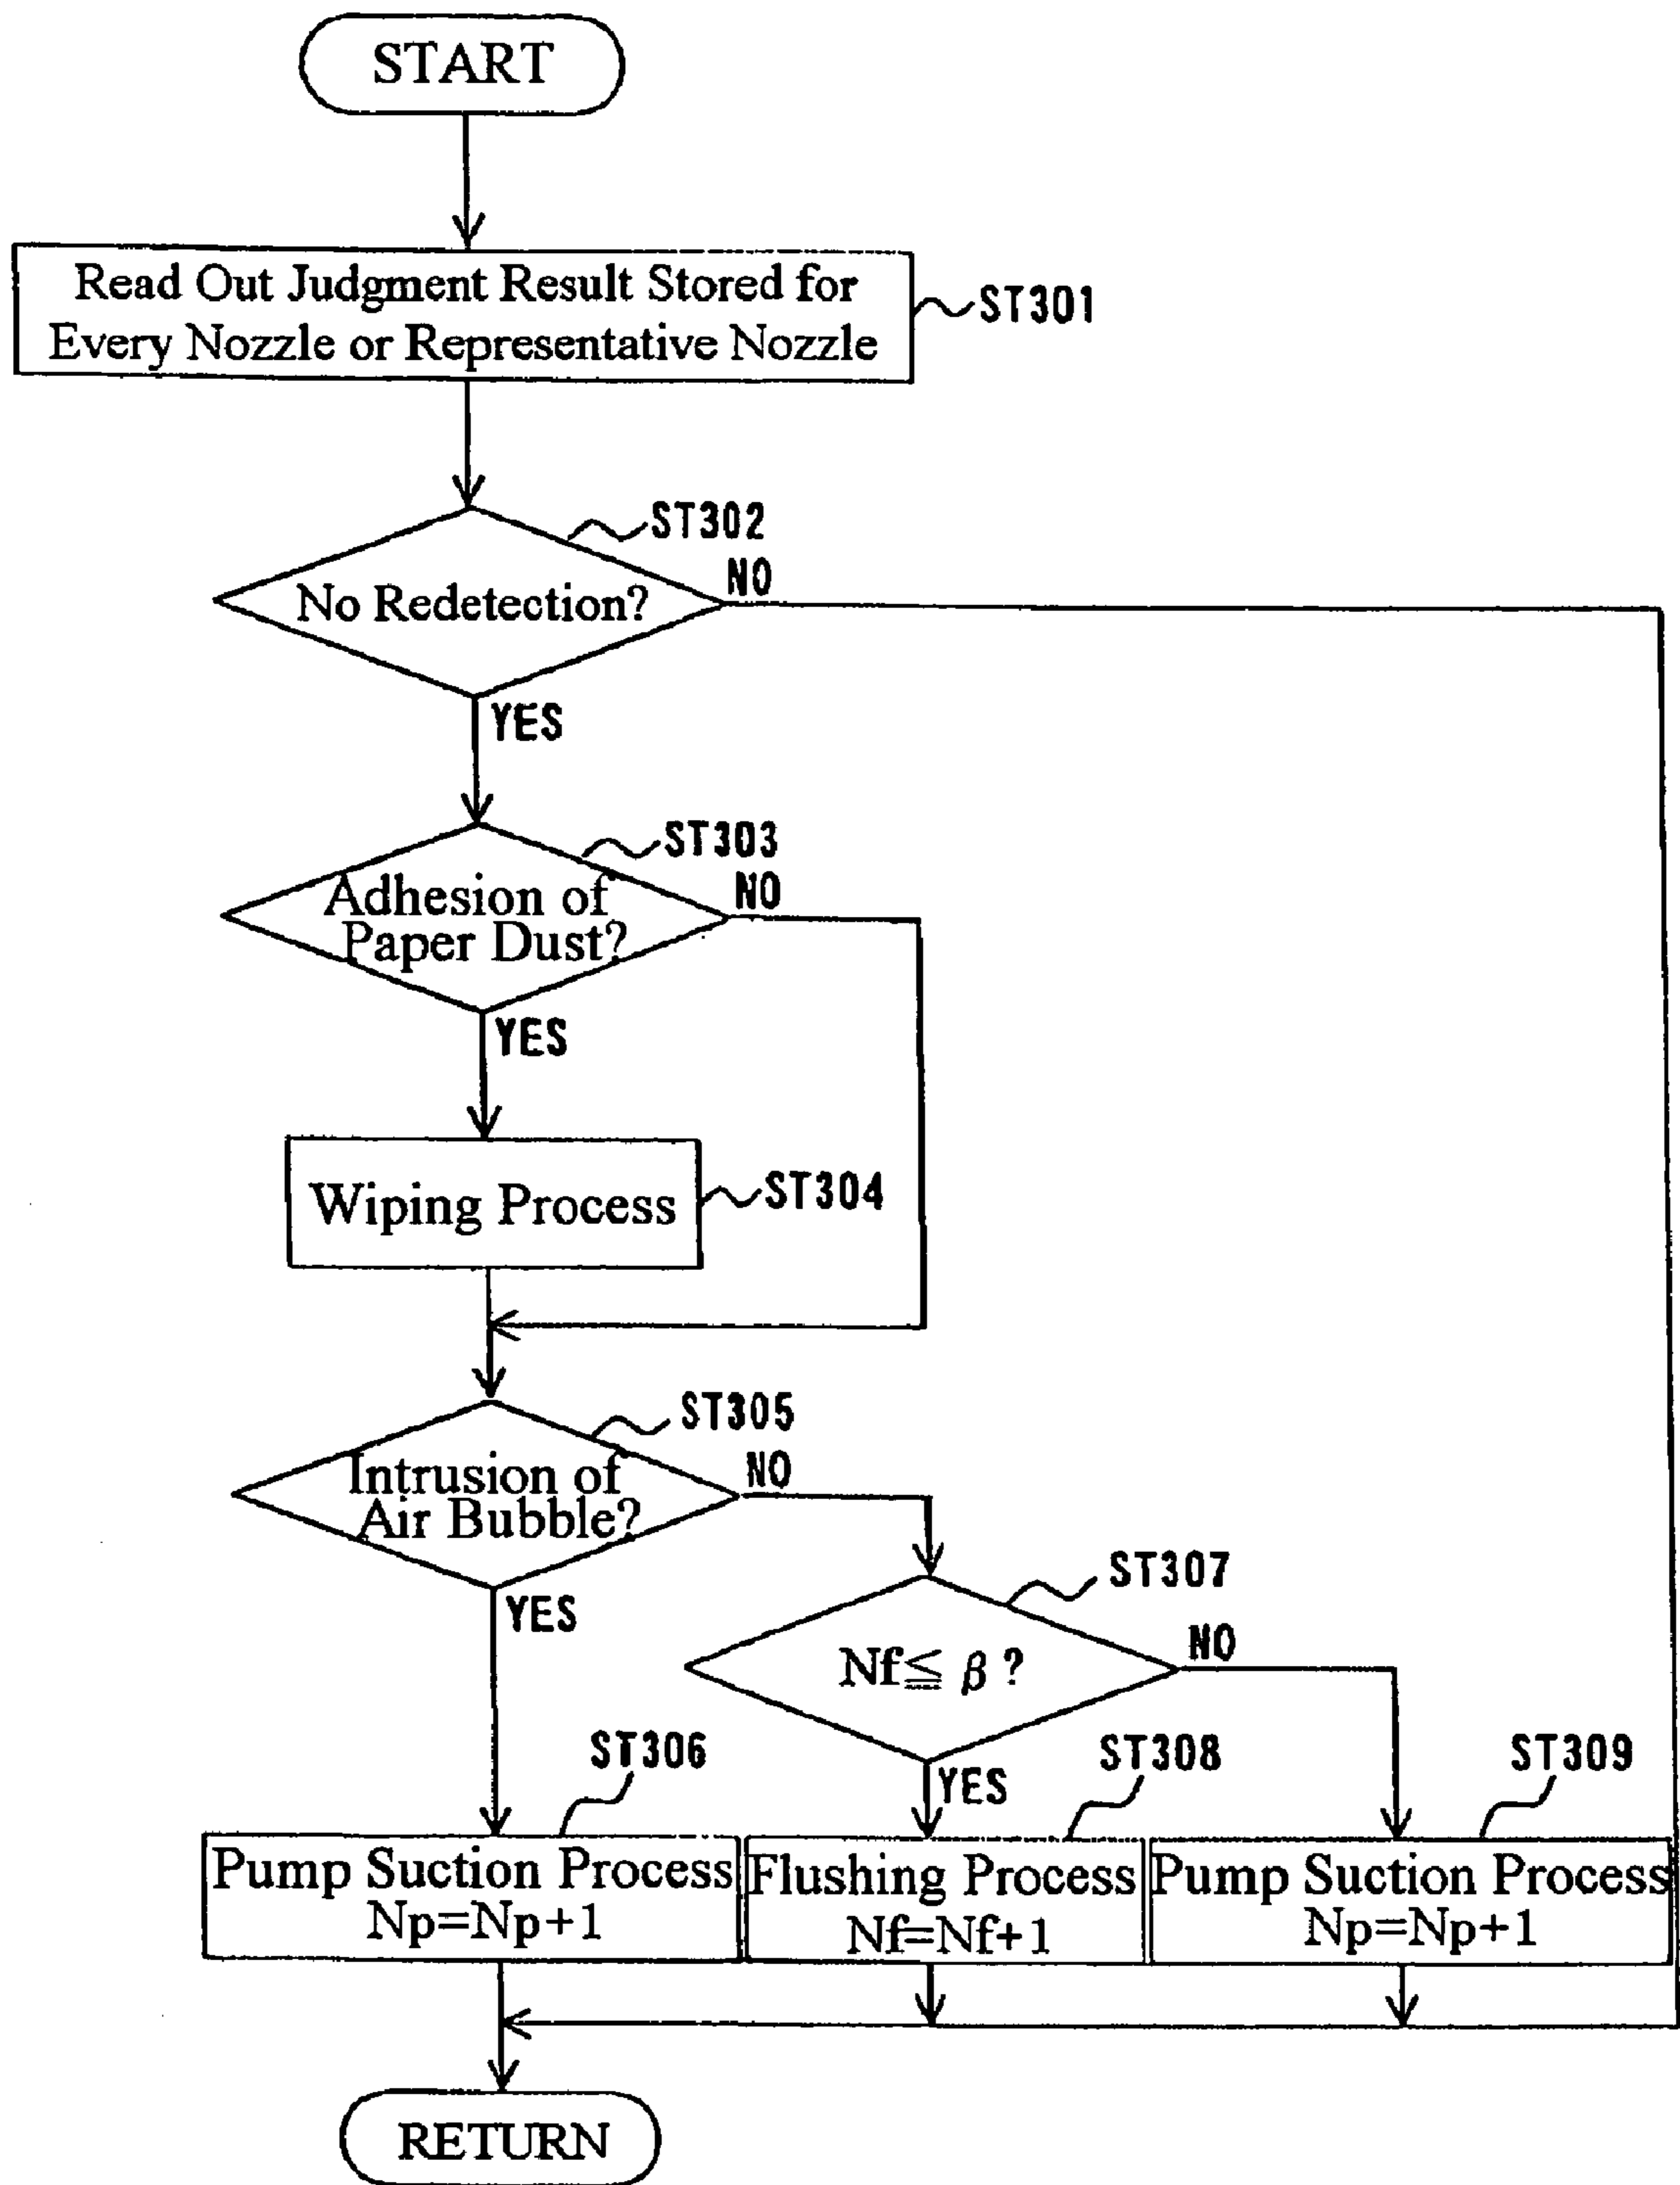 START
Read Out Judgment Result Stored for
Every Nozzle or Representative Nozzle
ST301
ST302
No Redetection?
NO
YES
ST303
Adhesion of
Paper Dust?
NO
YES
Wiping Process
ST304
ST305
Intrusion of
Air Bubble?
NO
YES
ST307
Nf≦ β ?
NO
YES
ST306
Pump Suction Process
Np=Np+1
ST308
Flushing Process
Nf=Nf+1
ST309
Pump Suction Process
Np=Np+1
RETURN